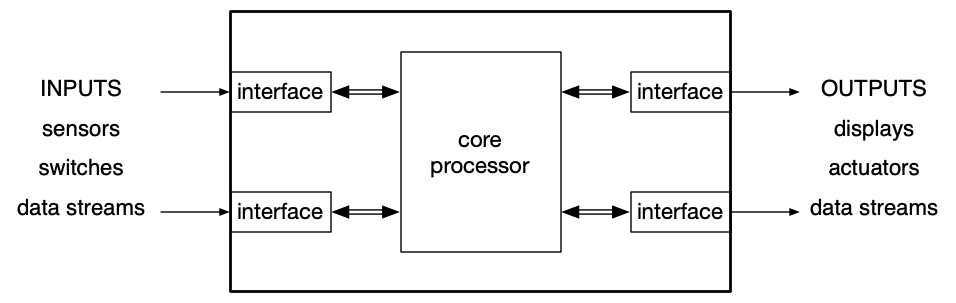 INPUTS
sensors
switches
data streams
interface
interface
core
processor
interface
interface
OUTPUTS
displays
actuators
data streams